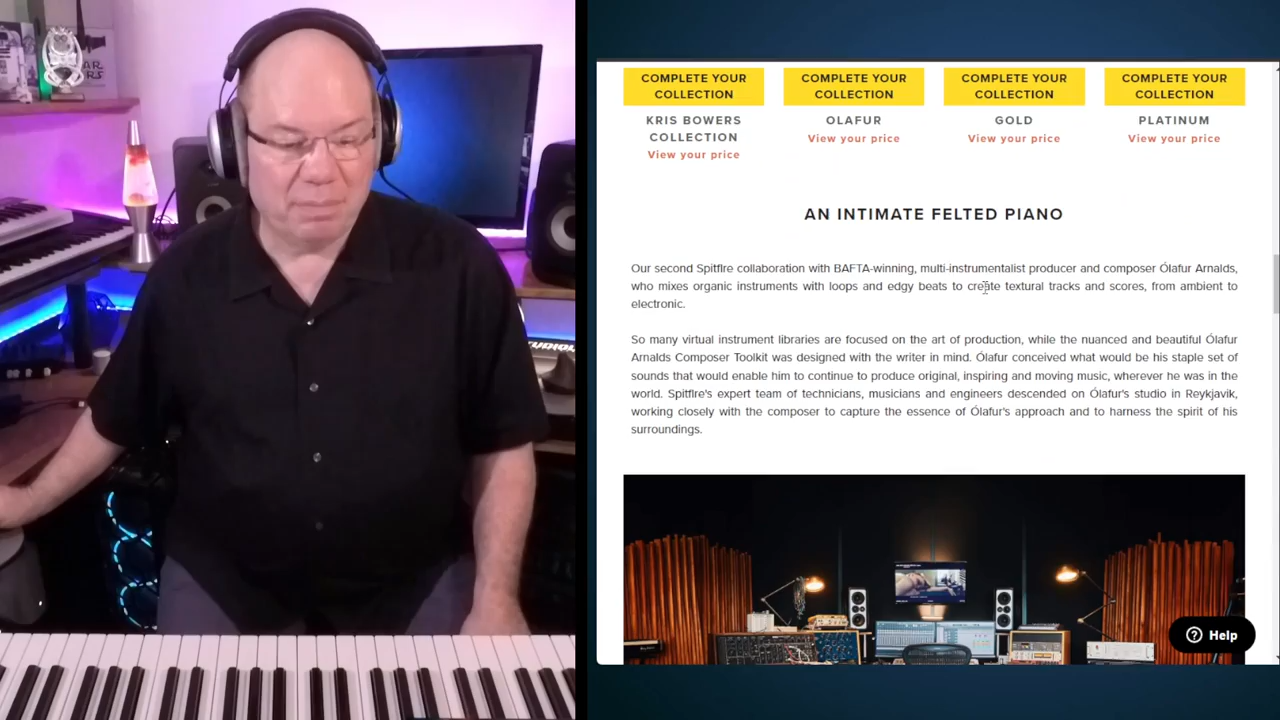 COMPLETE YOUR
COLLECTION
KRIS BOWERS
COLLECTION
View your price
COMPLETE YOUR
COLLECTION
OLAFUR
View your price
COMPLETE YOUR
COLLECTION
GOLD
View your price
COMPLETE YOUR
COLLECTION
PLATINUM
View your price
AN INTIMATE FELTED PIANO
Our second Spitfire collaboration with BAFTA-winning, multi-instrumentalist producer and composer Ólafur Arnalds,
who mixes organic instruments with loops and edgy beats to create textural tracks and scores, from ambient to
electronic.
So many virtual instrument libraries are focused on the art of production, while the nuanced and beautiful Ólafur
Arnalds Composer Toolkit was designed with the writer in mind. Ólafur conceived what would be his staple set of
sounds that would enable him to continue to produce original, inspiring and moving music, wherever he was in the
world. Spitfire's expert team of technicians, musicians and engineers descended on Ólafur's studio in Reykjavik,
working closely with the composer to capture the essence of Ólafur's approach and to harness the spirit of his
surroundings.
Help